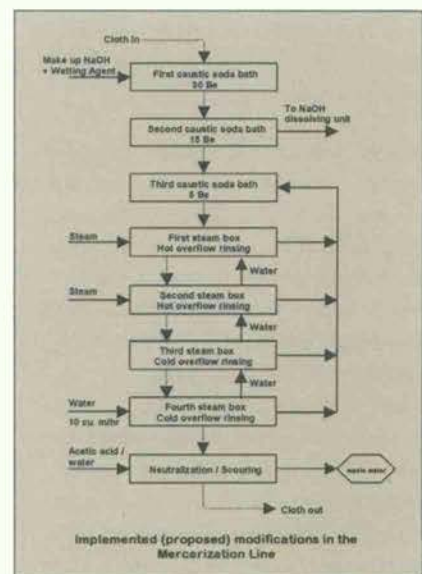 Cloth in
Make up NaOH
+ Wetting Agent
First caustic soda bath
30 Be
Second caustic soda bath
15 Be
To NaOH
dissolving unit
Third caustic soda bath
5 Be
Steam
First steam box
Hot overflow rinsing
Water
Steam
Second steam box
Hot overflow rinsing
Water
Third steam box
Cold overflow rinsing
Water
Water
10 cu. m/hr
Fourth steam box
Cold overflow rinsing
Acetic acid /
water
Neutralization / Scouring
water
Cloth out
Implemented (proposed) modifications in the
Mercerization Line